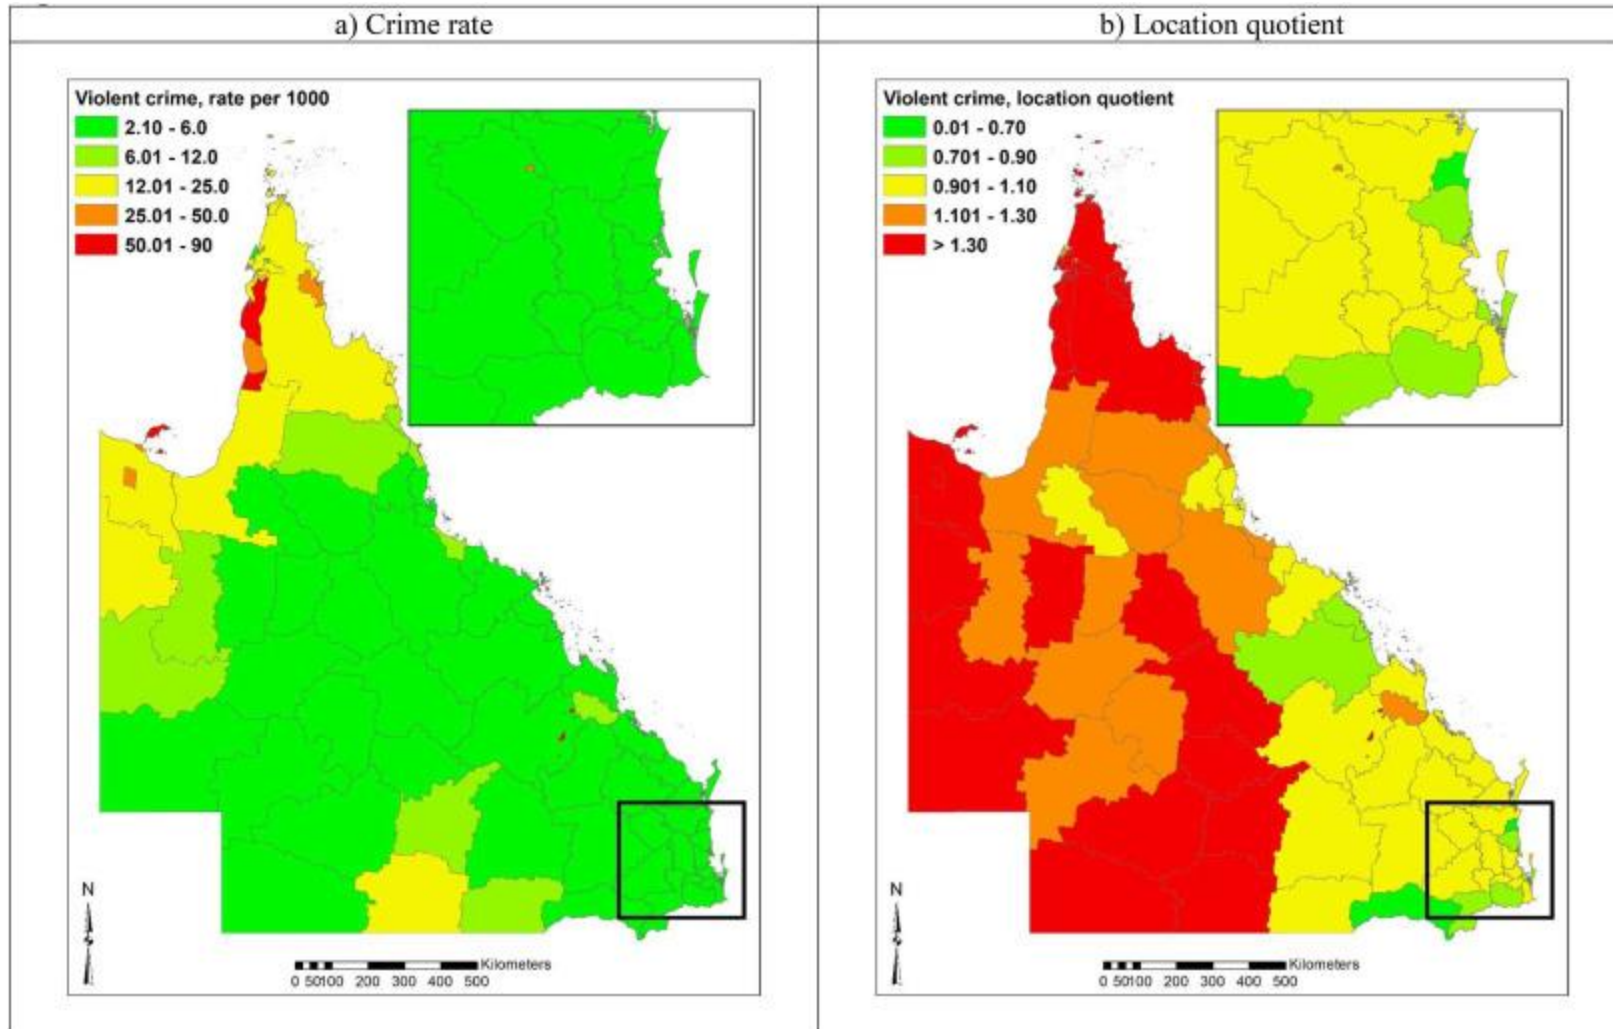 a) Crime rate
Violent crime, rate per 1000
2.10 - 6.0
6.01 - 12.0
12.01 - 25.0
25.01 - 50.0
50.01 - 90
N
Kilometers
0 50100 200 300 400 500
b) Location quotient
Violent crime, location quotient
0.01 - 0.70
0.701 - 0.90
0.901 - 1.10
1.101 - 1.30
> 1.30
N
Kilometers
0 50100 200 300 400 500